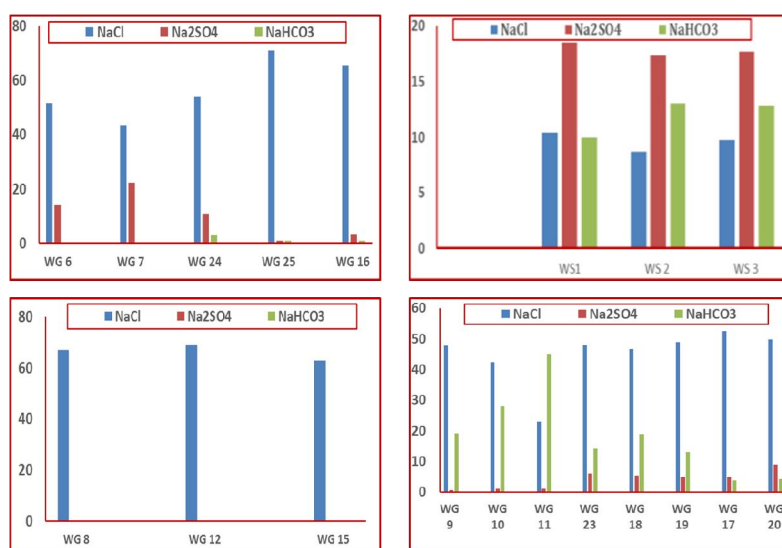 NaCl Na2SO4 NaHCO3
80
60
40
20
0
WG 6 WG 7 WG 24 WG 25 WG 16
NaCl Na2SO4 NaHCO3
20
15
10
5
0
WS1 WS 2 WS 3
NaCl Na2SO4 NaHCO3
80
60
40
20
0
WG 8 WG 12 WG 15
NaCl Na2SO4 NaHCO3
60
50
40
30
20
10
0
WG WG WG WG WG WG WG WG
9 10 11 23 18 19 17 20